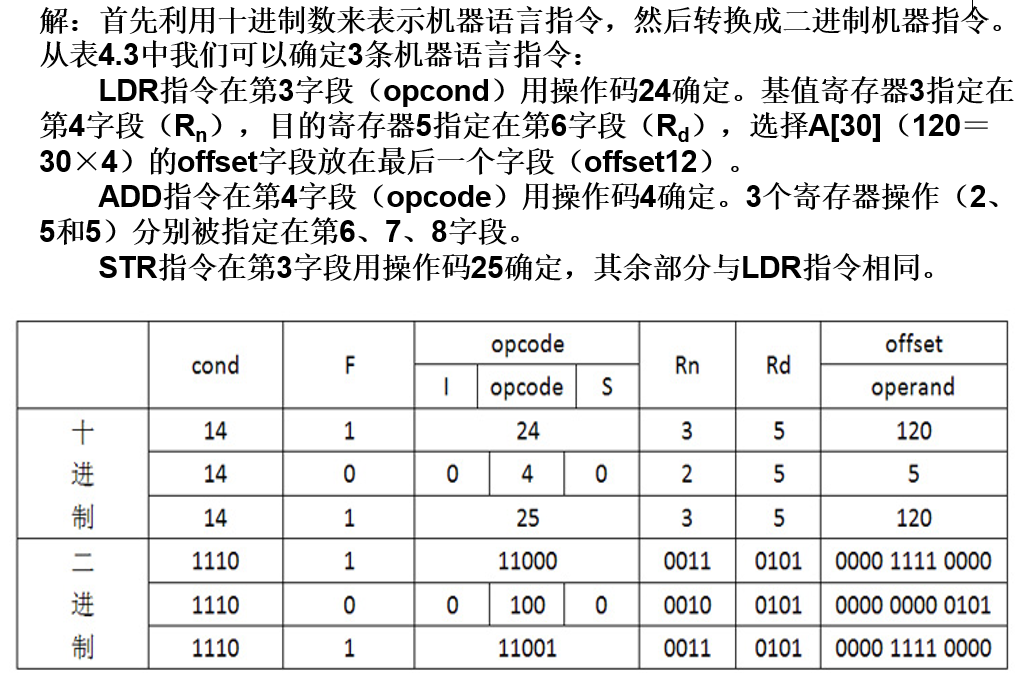 解：首先利用十进制数来表示机器语言指令，然后转换成二进制机器指令。
从表4.3中我们可以确定3条机器语言指令：
LDR指令在第3字段（opcond）用操作码24确定。基值寄存器3指定在
第4字段（Rn），目的寄存器5指定在第6字段（Rd），选择A[30]（120＝
30×4）的offset字段放在最后一个字段（offset12）。
ADD指令在第4字段（opcode）用操作码4确定。3个寄存器操作（2、
5和5）分别被指定在第6、7、8字段。
STR指令在第3字段用操作码25确定，其余部分与LDR指令相同。
cond F opcode Rn Rd offset
I opcode S operand
十 14 1 24 3 5 120
进 14 0 0 4 0 2 5 5
制 14 1 25 3 5 120
二 1110 1 11000 0011 0101 0000 1111 0000
进 1110 0 0 100 0 0010 0101 0000 0000 0101
制 1110 1 11001 0011 0101 0000 1111 0000